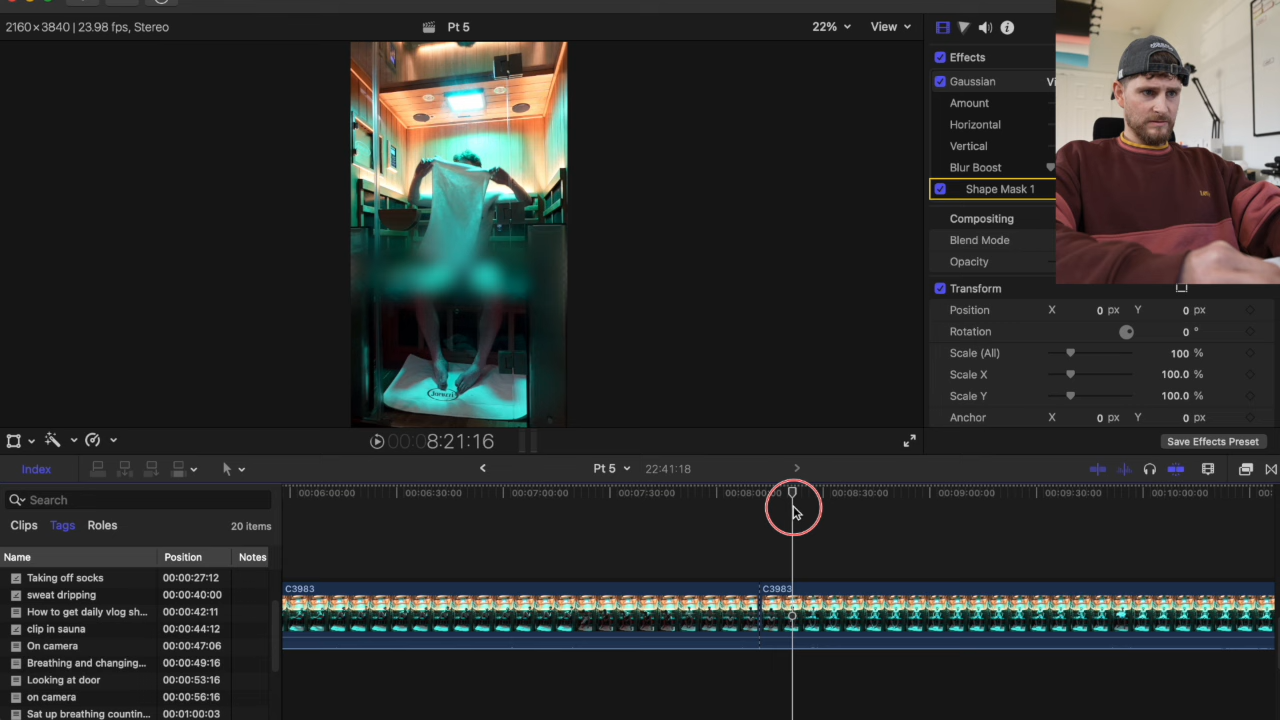 2160×3840 | 23.98 fps, Stereo
Pt 5
22%
View
Effects
Gaussian
Amount
Horizontal
Vertical
Blur Boost
Shape Mask 1
Compositing
Blend Mode
Opacity
Transform
Position X 0 px Y 0 px
Rotation 0 °
Scale (All) 100 %
Scale X 100.0 %
Scale Y 100.0 %
Anchor X 0 px Y 0 px
Save Effects Preset
00:08:21:16
Index
Pt 5
22:41:18
Search
Clips Tags Roles 20 items
Name Position Notes
Taking off socks 00:00:27:12
sweat dripping 00:00:40:00
How to get daily vlog sh... 00:00:42:11
clip in sauna 00:00:44:12
On camera 00:00:47:06
Breathing and changing... 00:00:49:16
Looking at door 00:00:53:16
on camera 00:00:56:16
Sat up breathing countin... 00:01:00:03
00:06:00:00 00:06:30:00 00:07:00:00 00:07:30:00 00:08:00:00 00:08:30:00 00:09:00:00 00:09:30:00 00:10:00:00
C3983 C3983